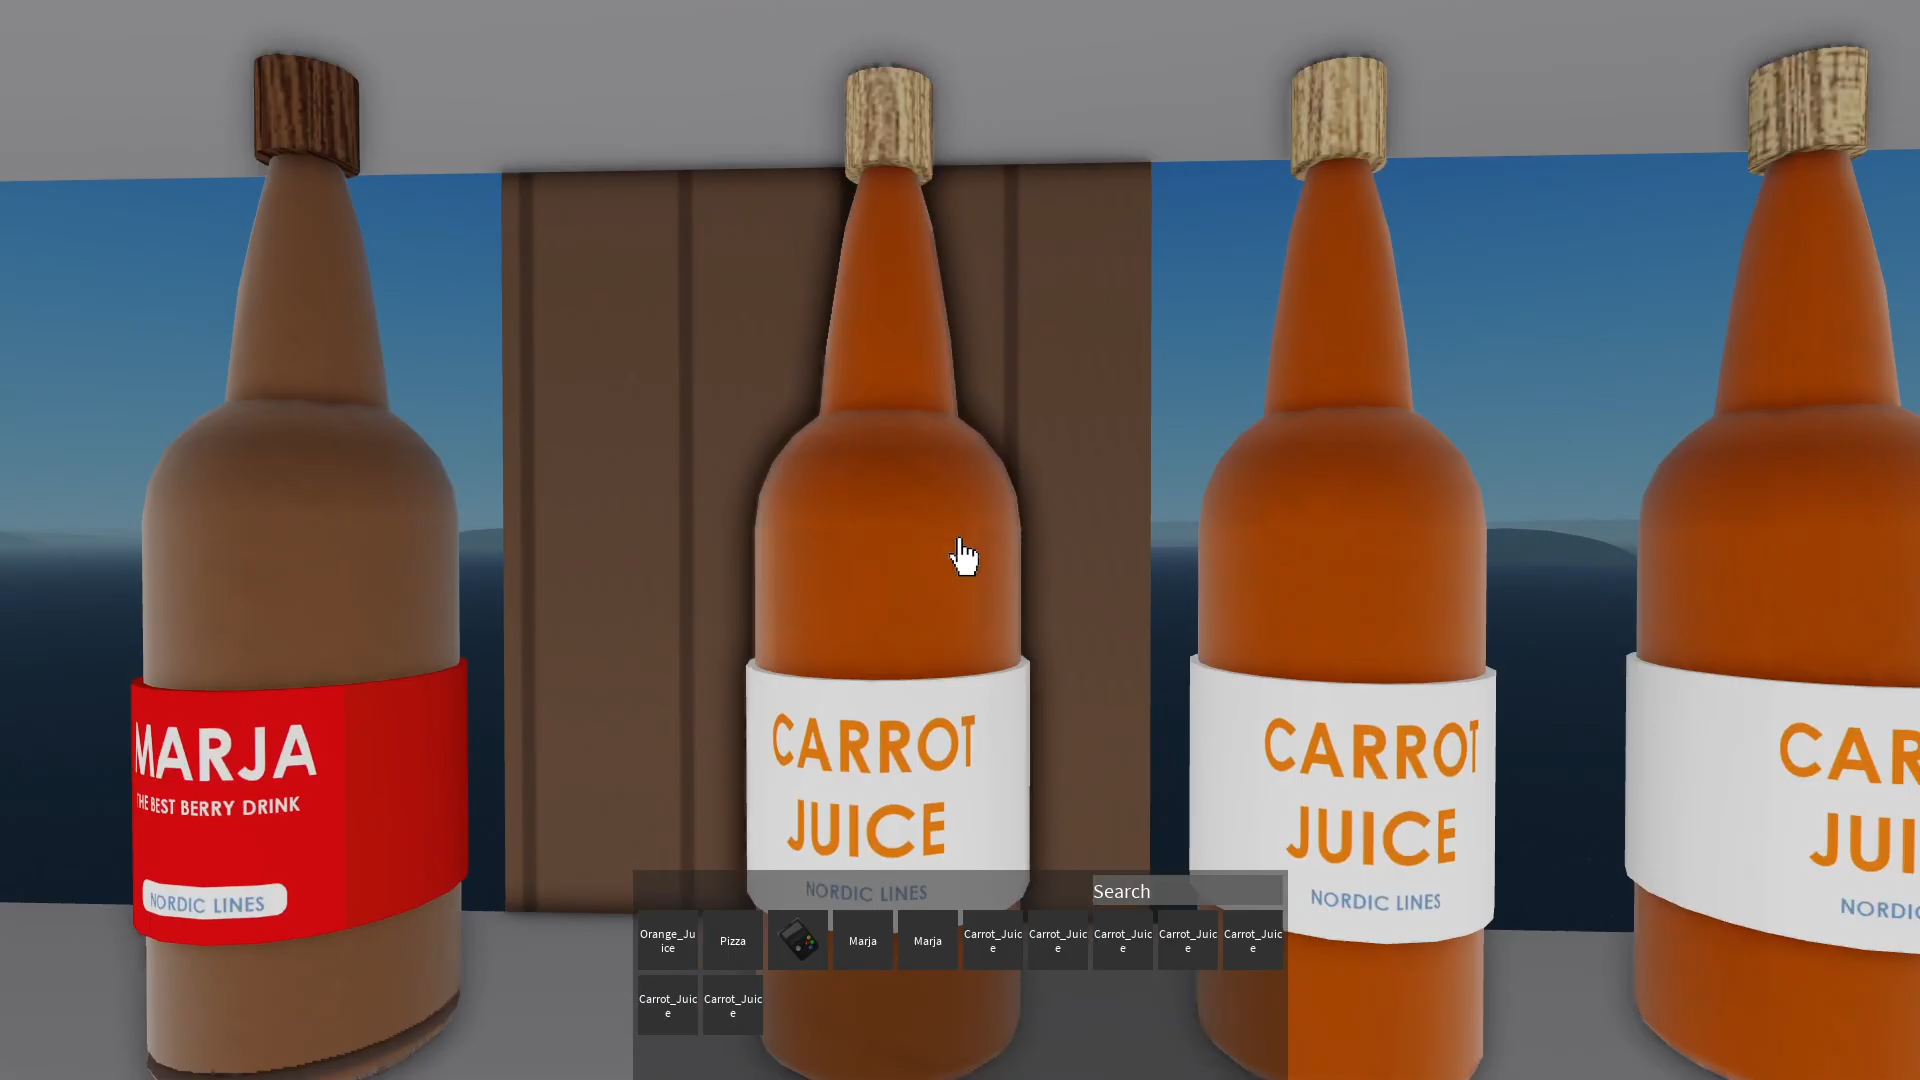 MARJA
THE BEST BERRY DRINK
NORDIC LINES
CARROT
JUICE
NORDIC LINES
CARROT
JUICE
NORDIC LINES
CAR
JUI
NORDIC
Search
Orange_Ju
ice
Pizza
Marja
Marja
Carrot_Juic
e
Carrot_Juic
e
Carrot_Juic
e
Carrot_Juic
e
Carrot_Juic
e
Carrot_Juic
e
Carrot_Juic
e